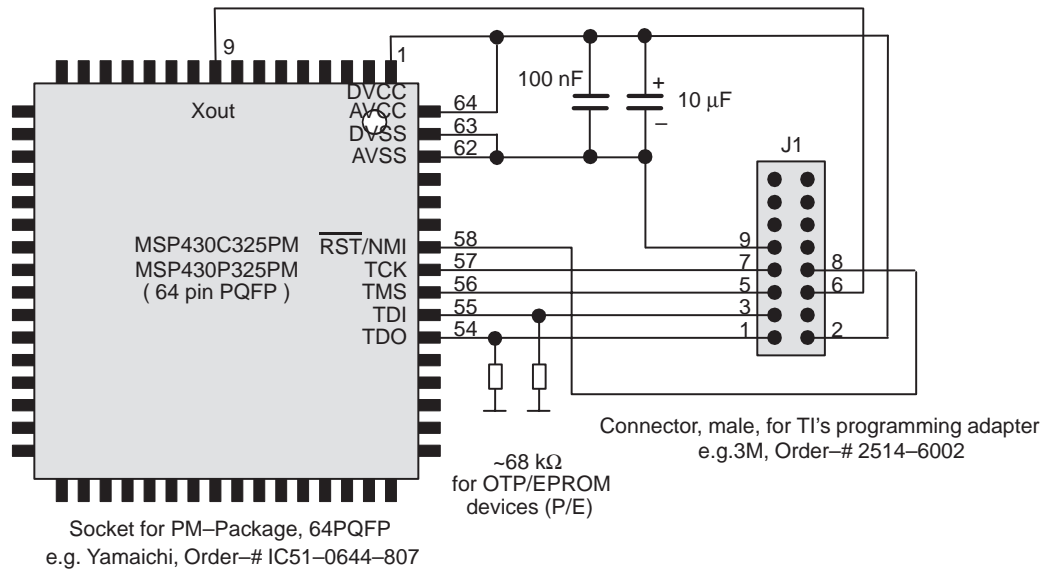 9
1
DVCC
AVCC
DVSS
AVSS
64
63
62
Xout
100 nF
+
10 μF
–
J1
MSP430C325PM
MSP430P325PM
( 64 pin PQFP )
RST/NMI
TCK
TMS
TDI
TDO
58
57
56
55
54
9
7
5
3
1
8
6
2
~68 kΩ
for OTP/EPROM
devices (P/E)
Connector, male, for TI's programming adapter
e.g.3M, Order–# 2514–6002
Socket for PM–Package, 64PQFP
e.g. Yamaichi, Order–# IC51–0644–807